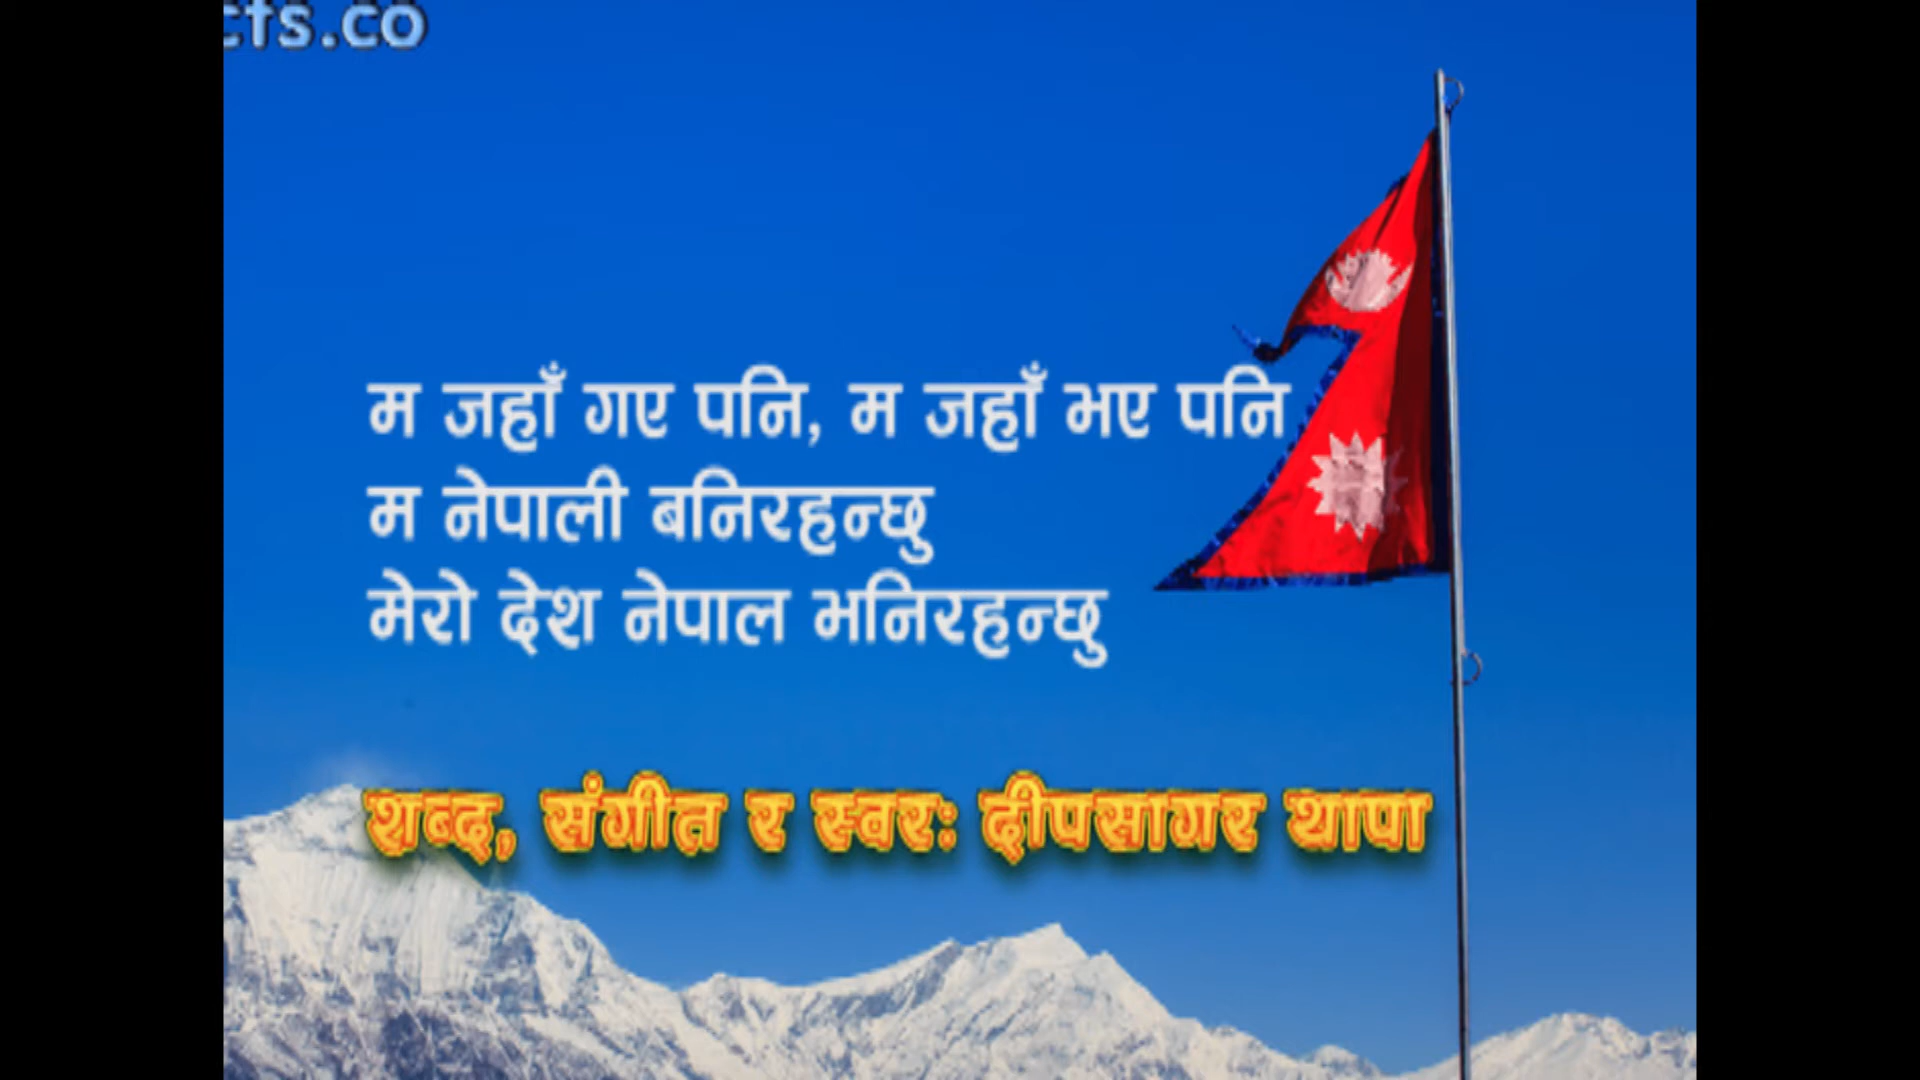 cts.co
म जहाँ गए पनि, म जहाँ भए पनि
म नेपाली बनिरहन्छु
मेरो देश नेपाल भनिरहन्छु
शब्द, संगीत र स्वरः दीपसागर थापा